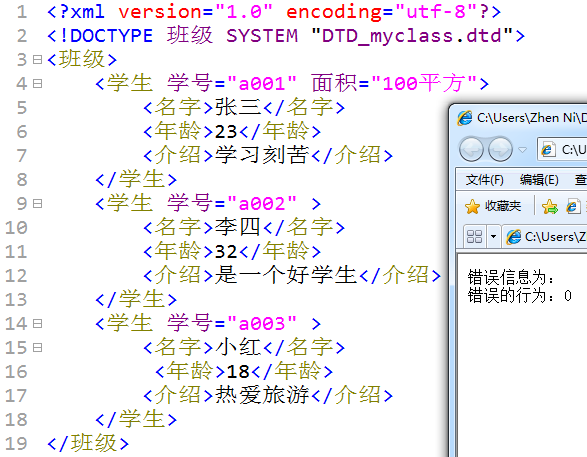 1 <?xml version="1.0" encoding="utf-8"?>
2 <!DOCTYPE 班级 SYSTEM "DTD_myclass.dtd">
3 <班级>
4 <学生 学号="a001" 面积="100平方">
5 <名字>张三</名字>
6 <年龄>23</年龄>
7 <介绍>学习刻苦</介绍>
8 </学生>
9 <学生 学号="a002" >
10 <名字>李四</名字>
11 <年龄>32</年龄>
12 <介绍>是一个好学生</介绍>
13 </学生>
14 <学生 学号="a003" >
15 <名字>小红</名字>
16 <年龄>18</年龄>
17 <介绍>热爱旅游</介绍>
18 </学生>
19 </班级>
C:\Users\Zhen Ni\D
C:\U
文件(F) 编辑(E) 查
收藏夹
C:\Users\Z
错误信息为:
错误的行为:0